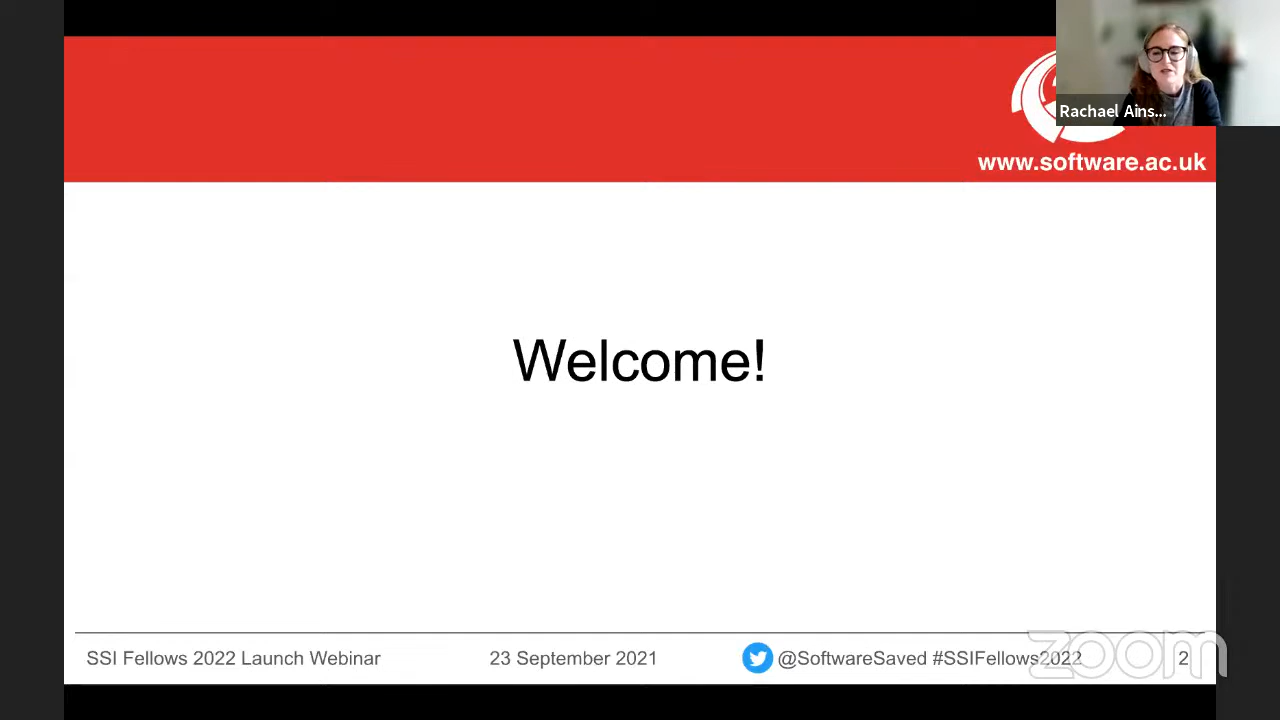 Rachael Ains...
www.software.ac.uk
Welcome!
SSI Fellows 2022 Launch Webinar
23 September 2021
@SoftwareSaved #SSIFellows2022
2
zoom